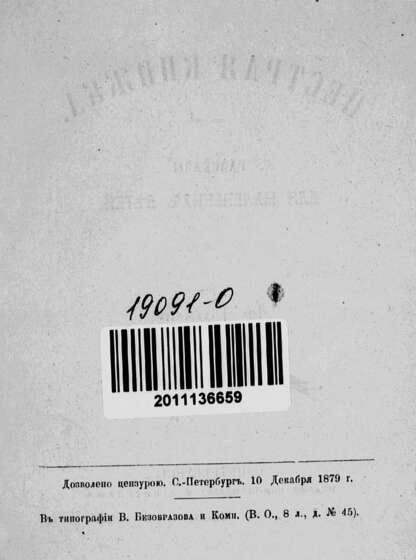 19091-0
2011136659
Дозволено цензурою. С.-Петербургъ. 10 Декабря 1879 г.
Въ типографіи В. Безобразова и Комп. (В. О., 8 л., д. № 45).